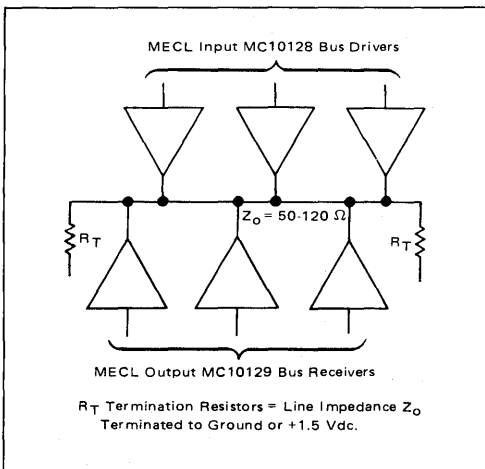 MECL Input MC10128 Bus Drivers
Z₀ = 50-120 Ω
R_T
R_T
MECL Output MC10129 Bus Receivers
R_T Termination Resistors = Line Impedance Z₀
Terminated to Ground or +1.5 Vdc.